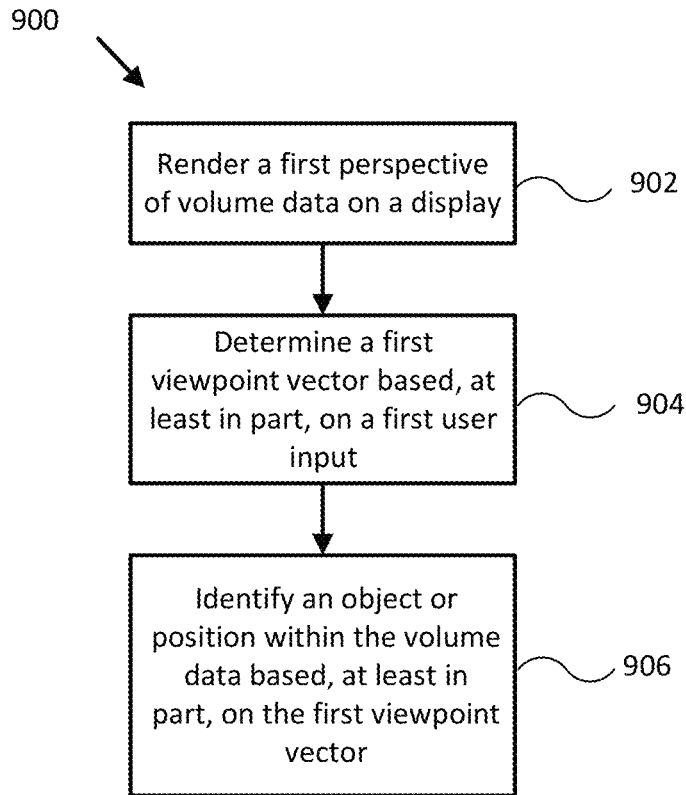 900
Render a first perspective
of volume data on a display
902
Determine a first
viewpoint vector based, at
least in part, on a first user
input
904
Identify an object or
position within the volume
data based, at least in
part, on the first viewpoint
vector
906